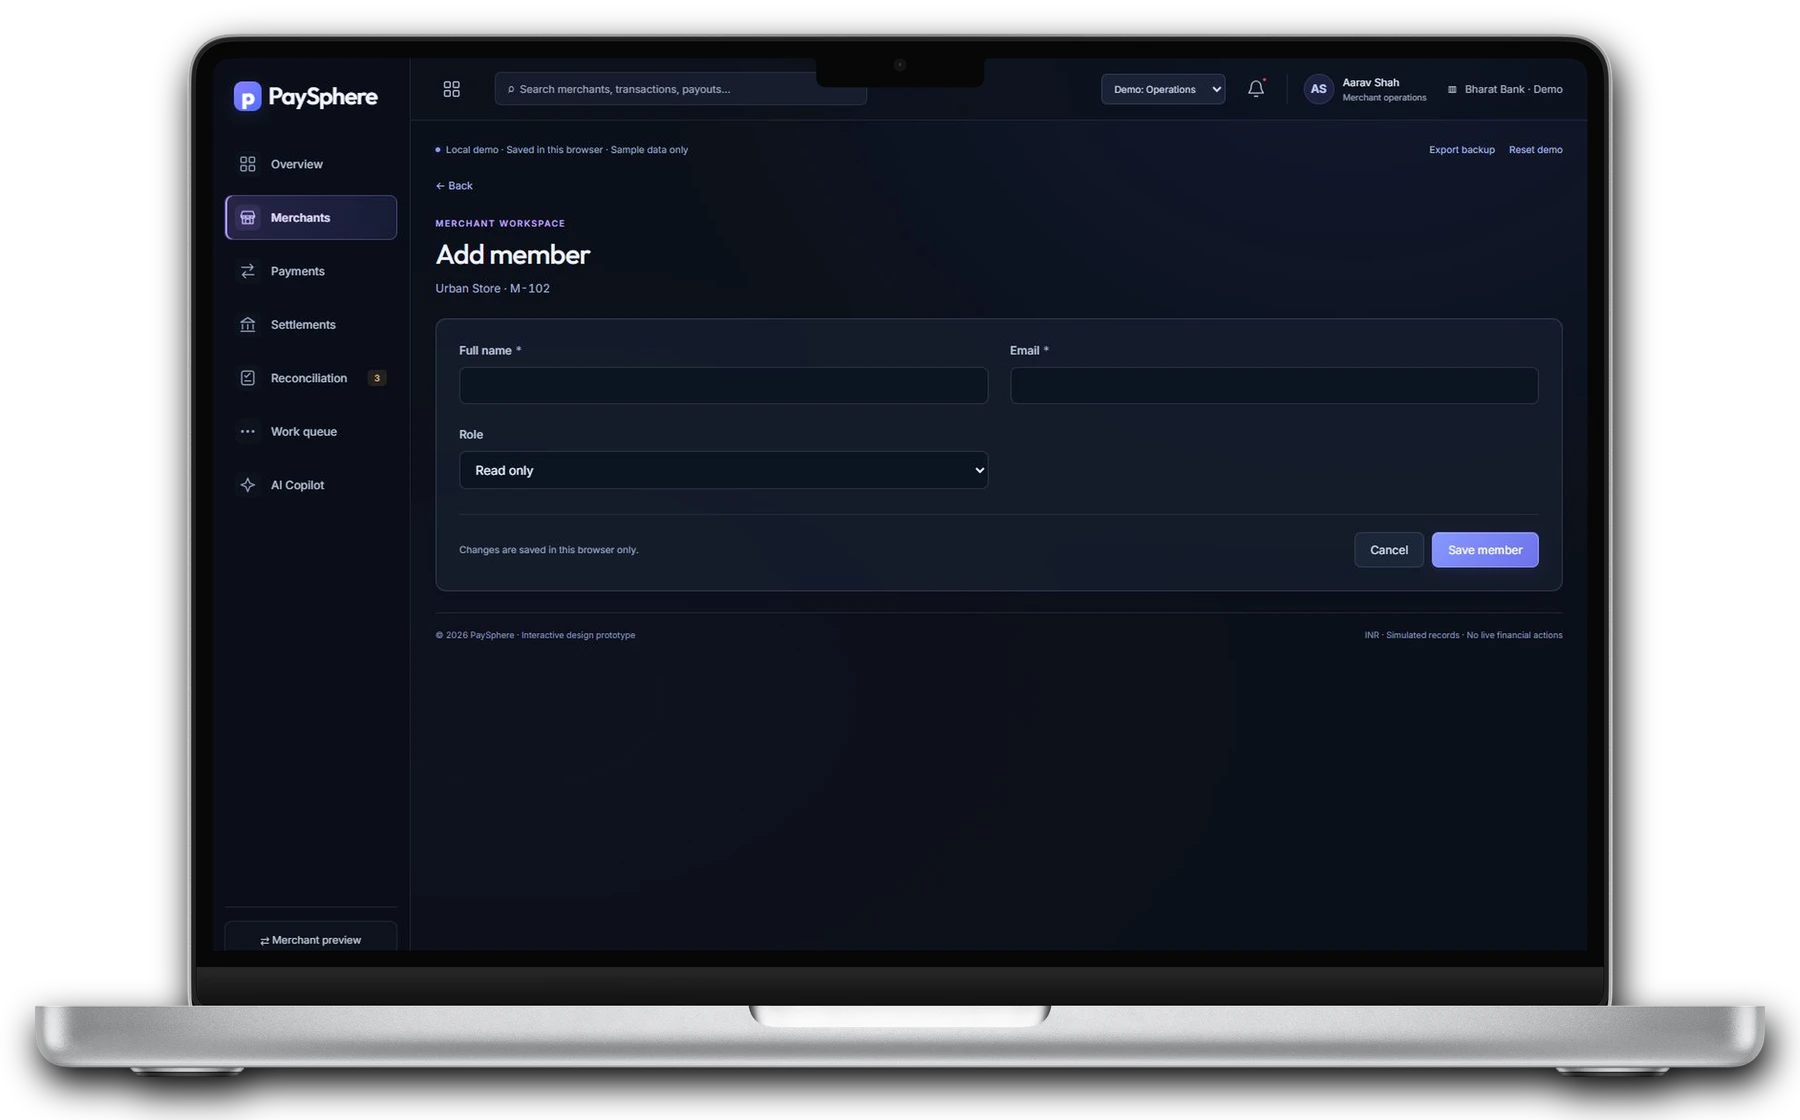 p PaySphere
Search merchants, transactions, payouts...
Demo: Operations
AS
Aarav Shah
Merchant operations
Bharat Bank · Demo
Overview
Merchants
Payments
Settlements
Reconciliation 3
Work queue
AI Copilot
Merchant preview
Local demo · Saved in this browser · Sample data only
Export backup
Reset demo
← Back
MERCHANT WORKSPACE
Add member
Urban Store · M-102
Full name *
Email *
Role
Read only
Changes are saved in this browser only.
Cancel
Save member
© 2026 PaySphere · Interactive design prototype
INR · Simulated records · No live financial actions